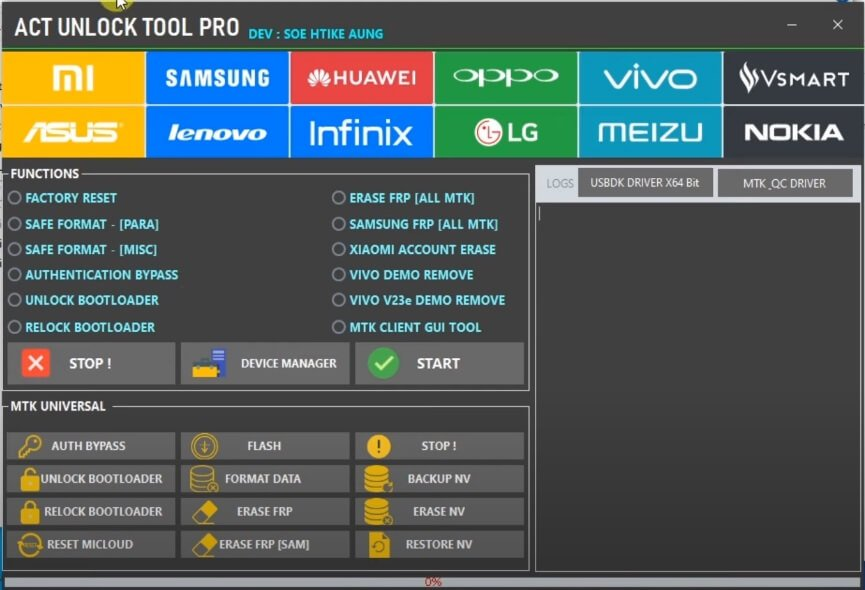 ACT UNLOCK TOOL PRO DEV : SOE HTIKE AUNG
mi SAMSUNG HUAWEI oppo vivo VSMART
ASUS lenovo Infinix LG MEIZU NOKIA
FUNCTIONS
FACTORY RESET
SAFE FORMAT - [PARA]
SAFE FORMAT - [MISC]
AUTHENTICATION BYPASS
UNLOCK BOOTLOADER
RELOCK BOOTLOADER
ERASE FRP [ALL MTK]
SAMSUNG FRP [ALL MTK]
XIAOMI ACCOUNT ERASE
VIVO DEMO REMOVE
VIVO V23e DEMO REMOVE
MTK CLIENT GUI TOOL
STOP ! DEVICE MANAGER START
MTK UNIVERSAL
AUTH BYPASS FLASH STOP !
UNLOCK BOOTLOADER FORMAT DATA BACKUP NV
RELOCK BOOTLOADER ERASE FRP ERASE NV
RESET MICLOUD ERASE FRP [SAM] RESTORE NV
LOGS USBDK DRIVER X64 Bit MTK_QC DRIVER
0%